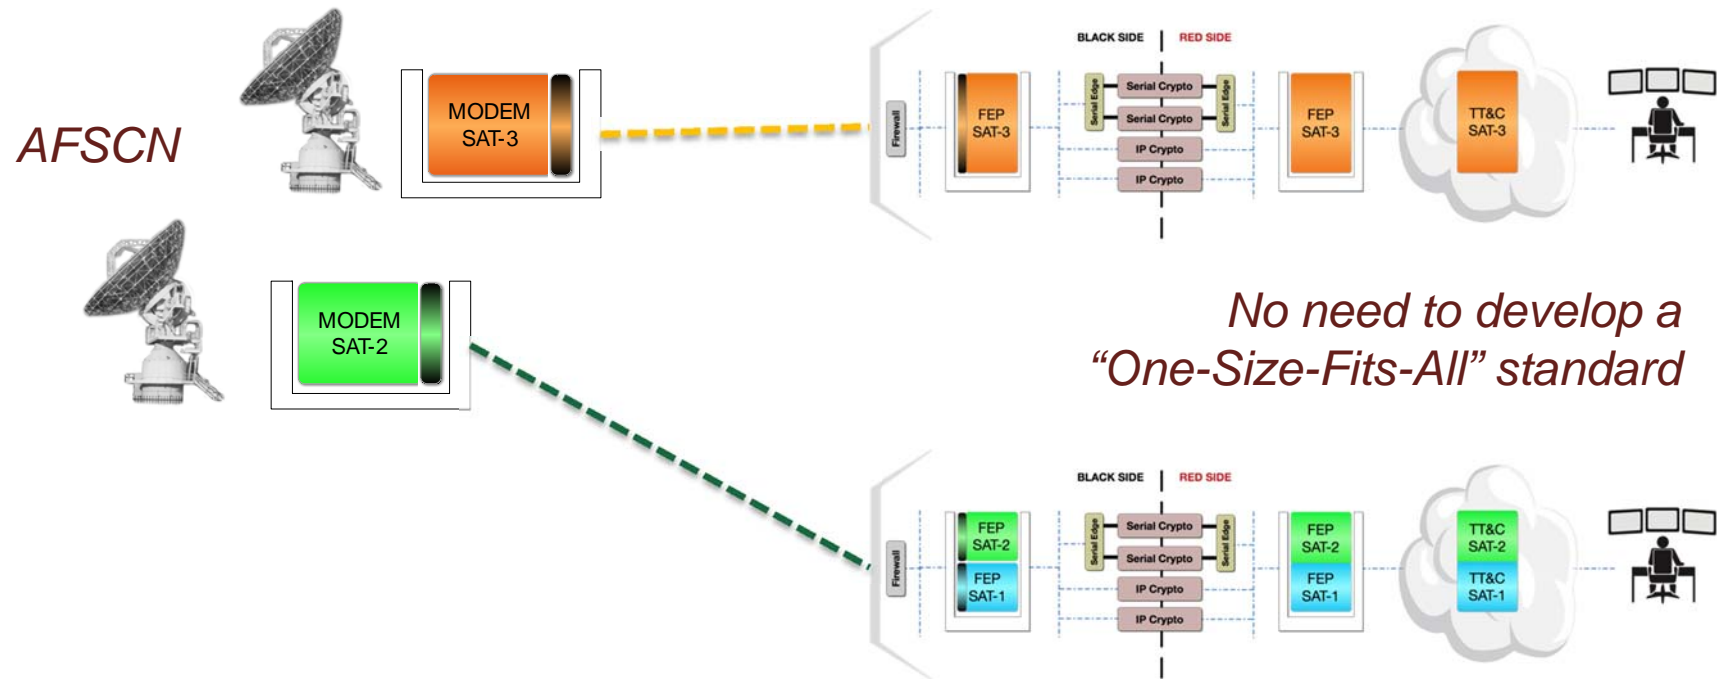 AFSCN
MODEM
SAT-3
Firewall
FEP
SAT-3
BLACK SIDE
RED SIDE
Serial Edge
Serial Crypto
Serial Crypto
IP Crypto
IP Crypto
Serial Edge
FEP
SAT-3
TT&C
SAT-3
MODEM
SAT-2
No need to develop a
“One-Size-Fits-All” standard
Firewall
FEP
SAT-2
FEP
SAT-1
BLACK SIDE
RED SIDE
Serial Edge
Serial Crypto
Serial Crypto
IP Crypto
IP Crypto
Serial Edge
FEP
SAT-2
FEP
SAT-1
TT&C
SAT-2
TT&C
SAT-1